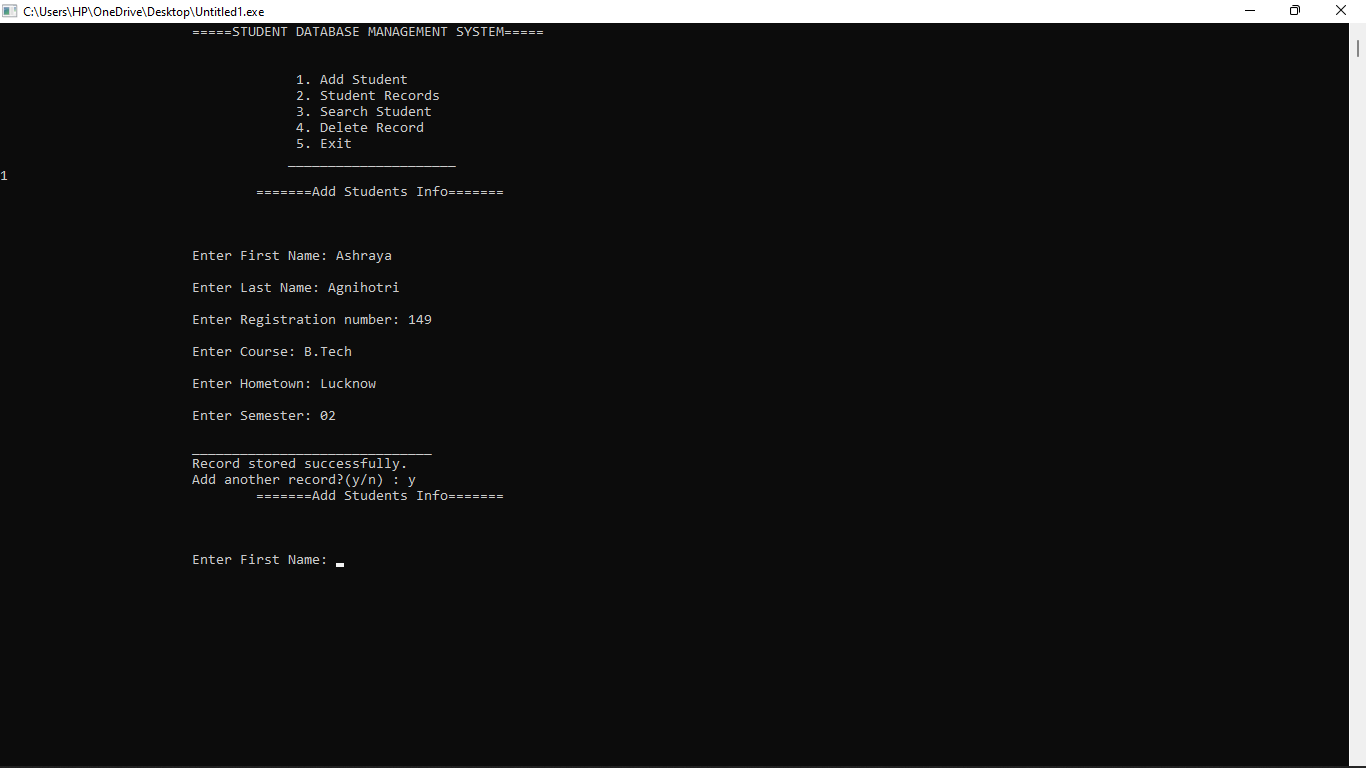 C:\Users\HP\OneDrive\Desktop\Untitled1.exe
=====STUDENT DATABASE MANAGEMENT SYSTEM=====
1. Add Student
2. Student Records
3. Search Student
4. Delete Record
5. Exit
_____________________
1
=======Add Students Info=======
Enter First Name: Ashraya
Enter Last Name: Agnihotri
Enter Registration number: 149
Enter Course: B.Tech
Enter Hometown: Lucknow
Enter Semester: 02
______________________________
Record stored successfully.
Add another record?(y/n) : y
=======Add Students Info=======
Enter First Name: